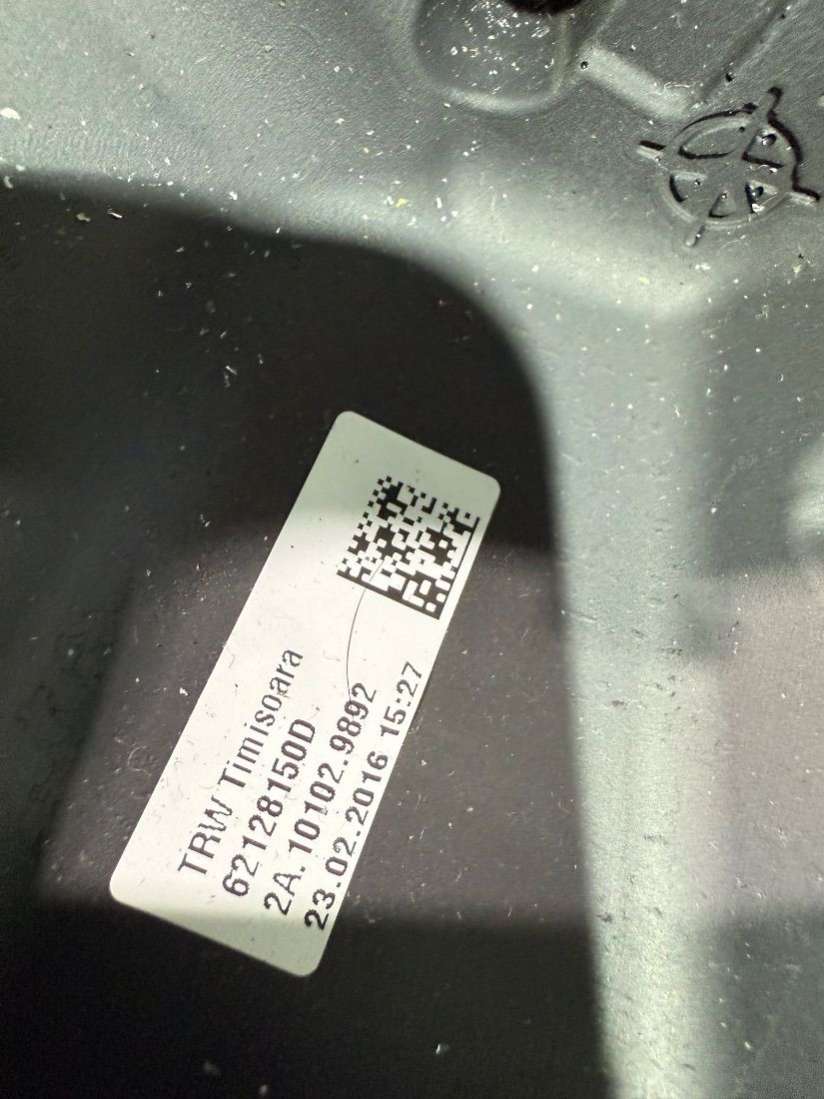 TRW Timisoara
62128150D
2A.10102.9892
23.02.2016 15:27